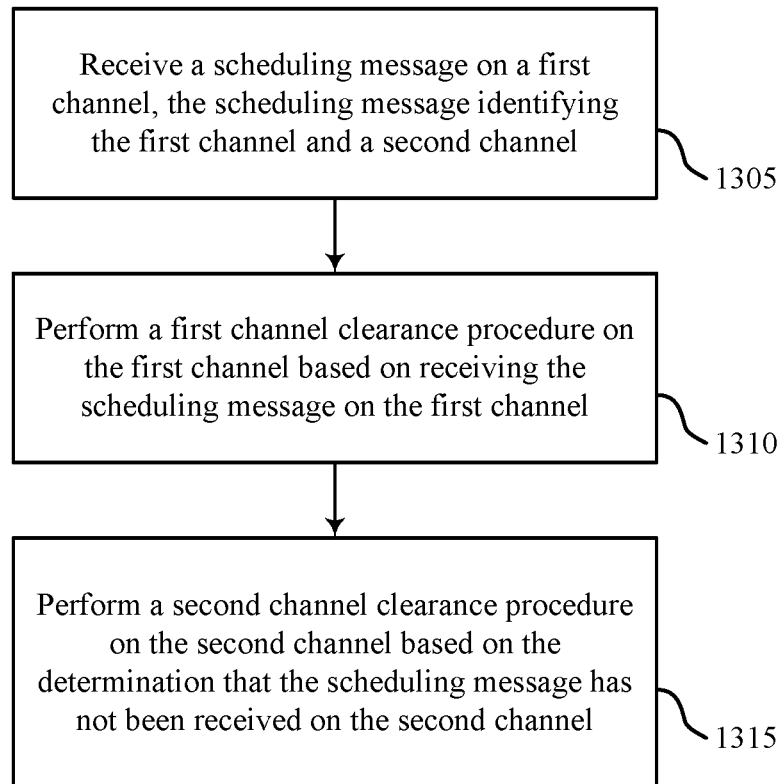 Receive a scheduling message on a first
channel, the scheduling message identifying
the first channel and a second channel
1305
Perform a first channel clearance procedure on
the first channel based on receiving the
scheduling message on the first channel
1310
Perform a second channel clearance procedure
on the second channel based on the
determination that the scheduling message has
not been received on the second channel
1315